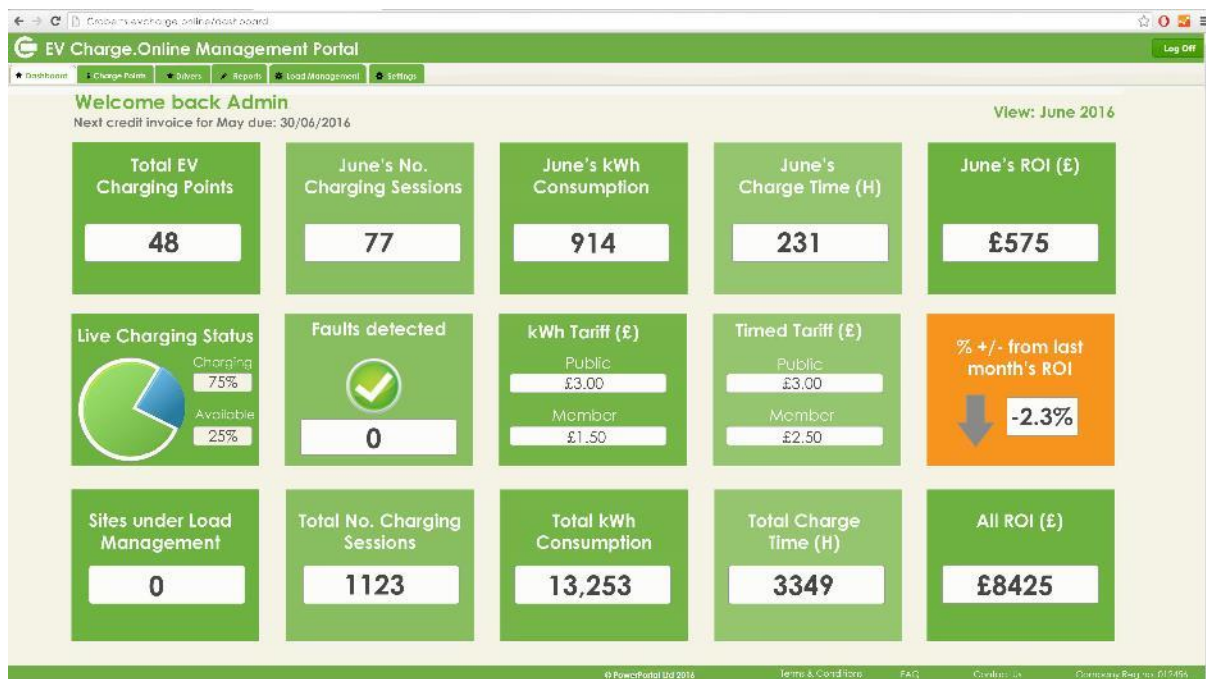 EV Charge.Online Management Portal
Log Off
Dashboard Charge Points Drivers Reports Load Management Settings
Welcome back Admin
Next credit invoice for May due: 30/06/2016
View: June 2016
Total EV
Charging Points
48
June's No.
Charging Sessions
77
June's kWh
Consumption
914
June's
Charge Time (H)
231
June's ROI (£)
£575
Live Charging Status
Charging
75%
Available
25%
Faults detected
0
kWh Tariff (£)
Public
£3.00
Member
£1.50
Timed Tariff (£)
Public
£3.00
Member
£2.50
% +/- from last
month's ROI
-2.3%
Sites under Load
Management
0
Total No. Charging
Sessions
1123
Total kWh
Consumption
13,253
Total Charge
Time (H)
3349
All ROI (£)
£8425
© PowerPortal Ltd 2016 Terms & Conditions FAQ Contact Us Company Reg no. 012456